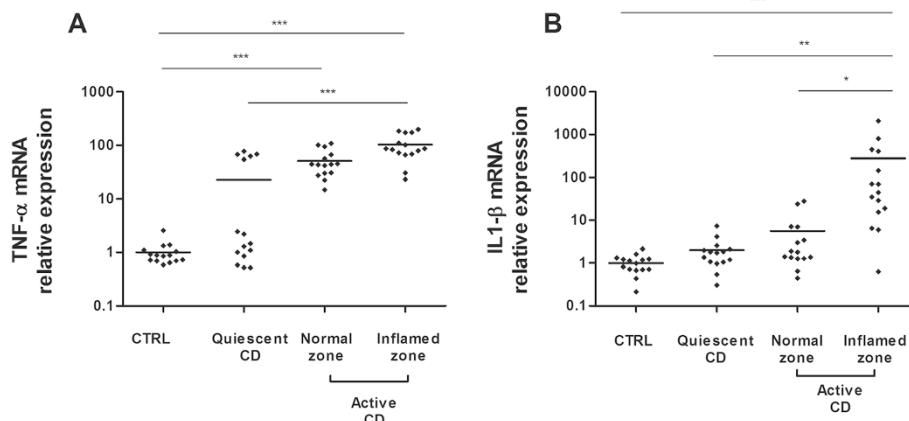 A
***
***
***
1000
100
10
1
0.1
TNF-α mRNA
relative expression
CTRL
Quiescent
CD
Normal
zone
Inflamed
zone
Active
CD
B
**
*
10000
1000
100
10
1
0.1
IL1-β mRNA
relative expression
CTRL
Quiescent
CD
Normal
zone
Inflamed
zone
Active
CD